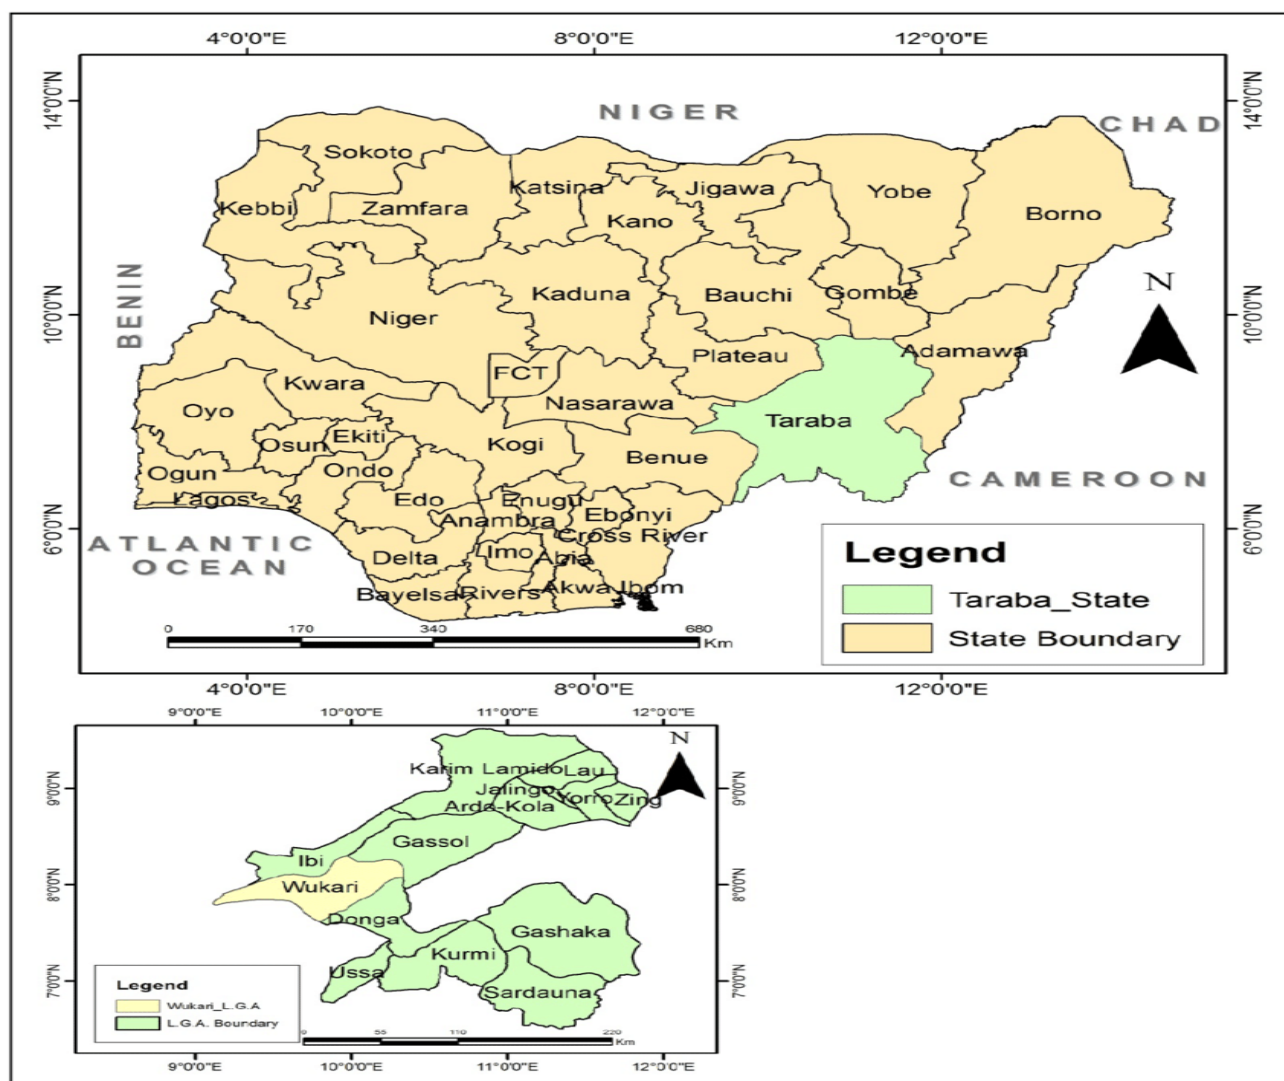 4°0'0"E 8°0'0"E 12°0'0"E
14°0'0"N
14°0'0"N
NIGER
CHAD
Sokoto
Katsina
Jigawa
Yobe
Kebbi
Zamfara
Kano
Borno
BENIN
N
10°0'0"N
10°0'0"N
Kaduna
Bauchi
Gombe
Niger
Plateau
Adamawa
FCT
Kwara
Nasarawa
Oyo
Taraba
Osun
Ekiti
Kogi
Benue
Ogun
Ondo
CAMEROON
Lagos
Edo
Enugu
Anambra
Ebonyi
Cross River
6°0'0"N
6°0'0"N
ATLANTIC
OCEAN
Delta
Imo
Abia
Bayelsa
Rivers
Akwa Ibom
Legend
Taraba_State
State Boundary
0 170 340 680
Km
4°0'0"E 8°0'0"E 12°0'0"E
9°0'0"E 10°0'0"E 11°0'0"E 12°0'0"E
N
Karim Lamido
Lau
9°0'0"N
9°0'0"N
Jalingo
Yorro
Zing
Ardo-Kola
Gassol
Ibi
8°0'0"N
8°0'0"N
Wukari
Donga
Gashaka
Kurmi
Ussa
7°0'0"N
7°0'0"N
Sardauna
Legend
Wukari_L.G.A
L.G.A. Boundary
0 55 110 220
Km
9°0'0"E 10°0'0"E 11°0'0"E 12°0'0"E